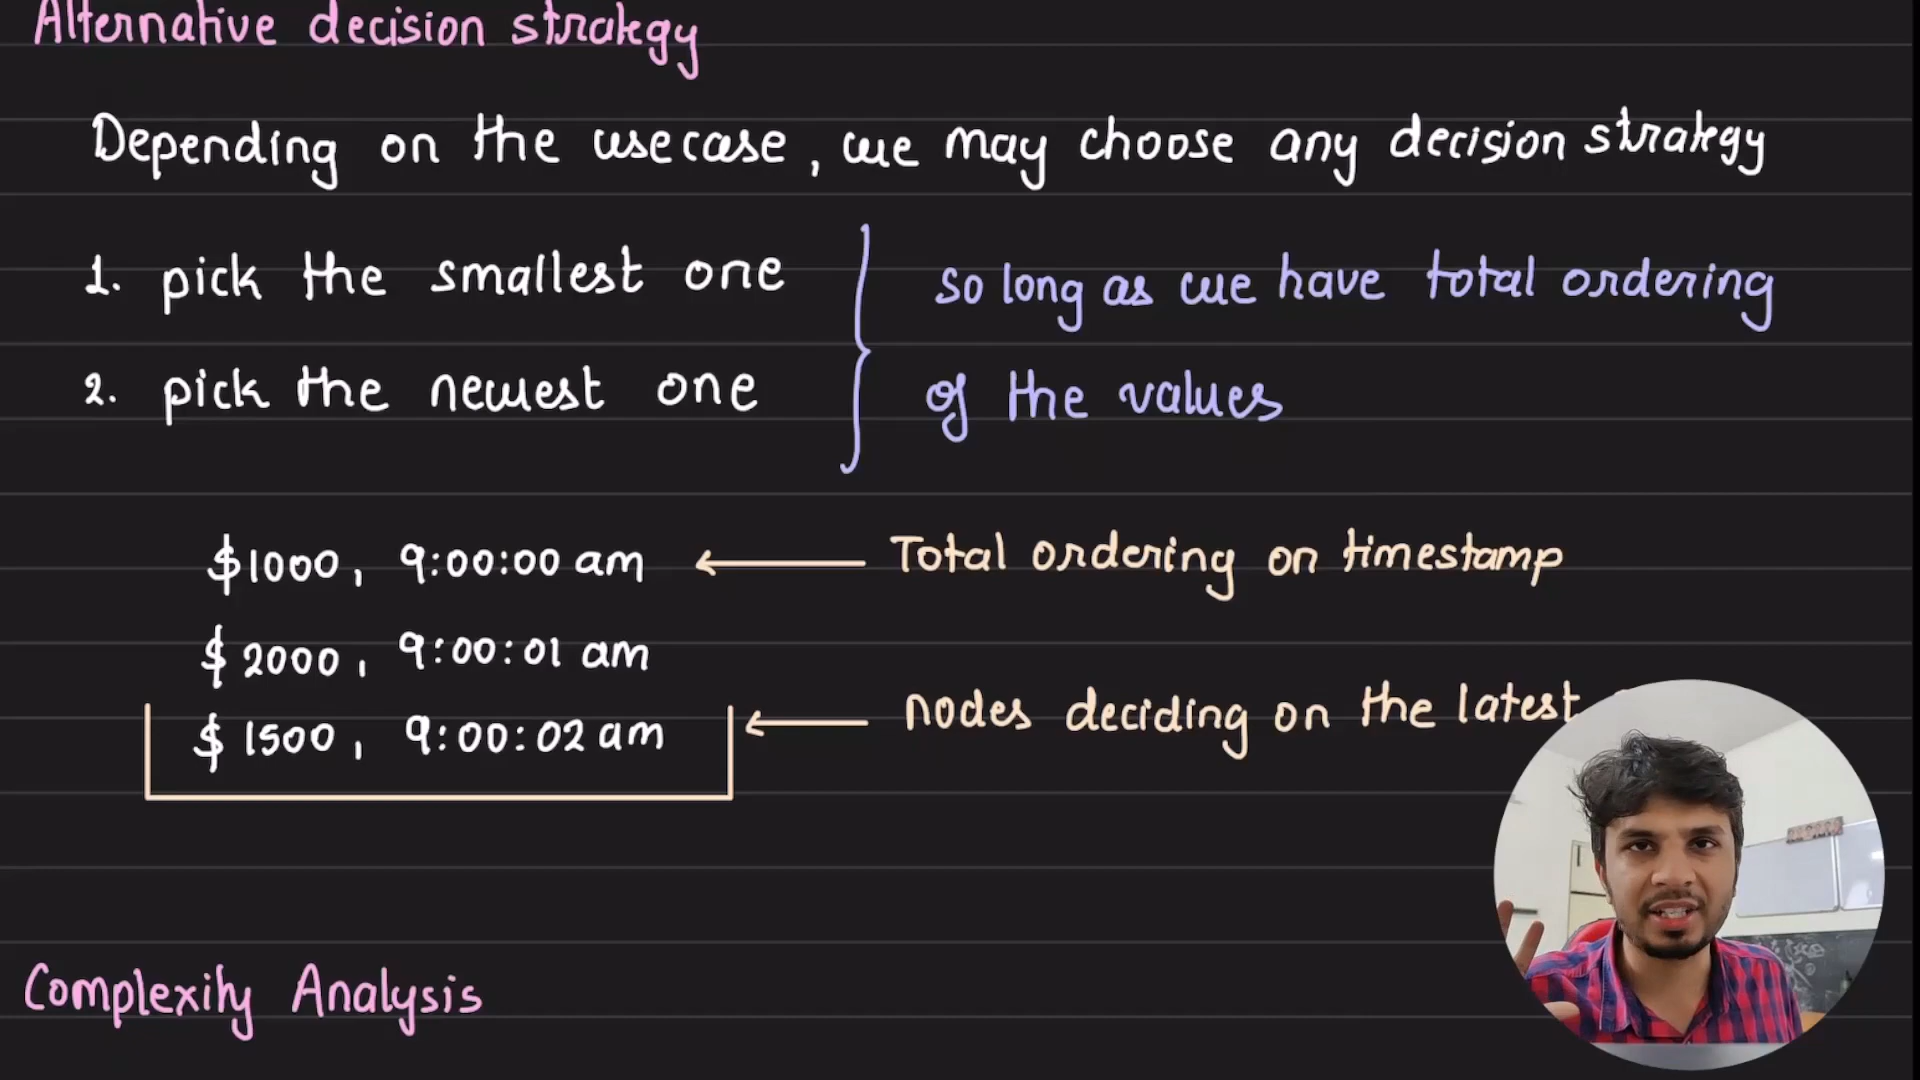 Alternative decision strategy
Depending on the usecase, we may choose any decision strategy
1. pick the smallest one
2. pick the newest one
so long as we have total ordering
of the values
$1000, 9:00:00 am ← Total ordering on timestamp
$2000, 9:00:01 am
$1500, 9:00:02 am ← nodes deciding on the latest
Complexity Analysis